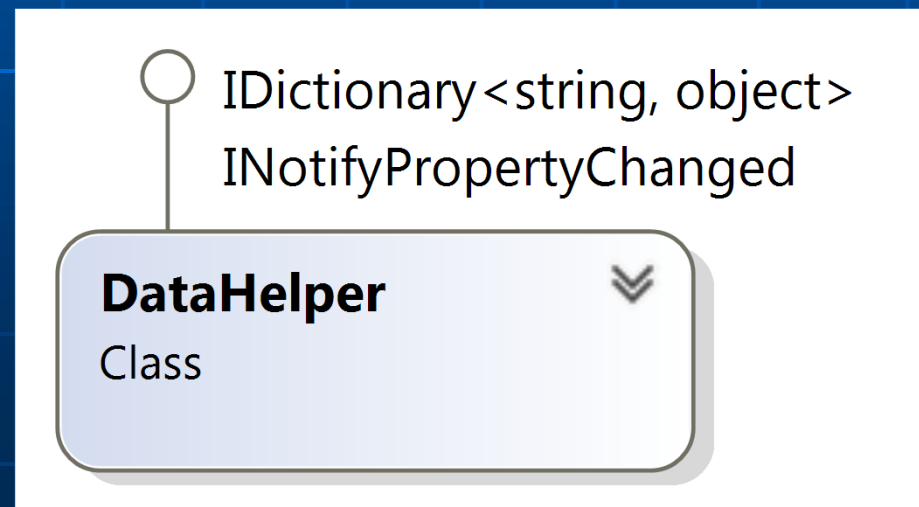 IDictionary<string, object>
INotifyPropertyChanged
DataHelper
Class